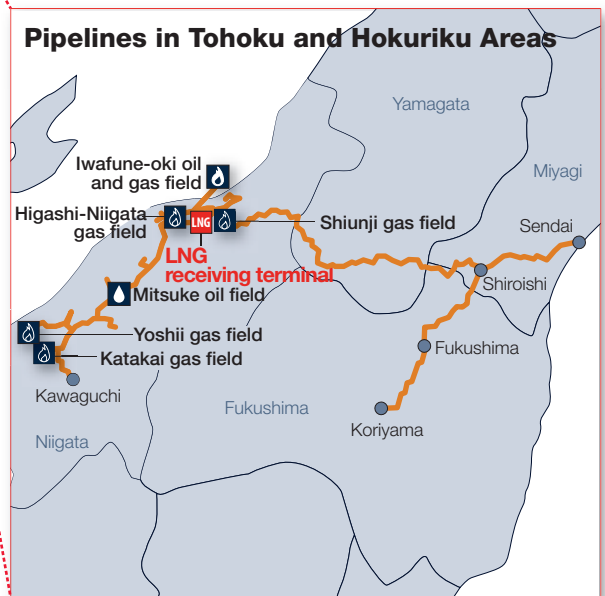 Pipelines in Tohoku and Hokuriku Areas
Yamagata
Miyagi
Iwafune-oki oil
and gas field
Higashi-Niigata
gas field
LNG
Shiunji gas field
Sendai
LNG
receiving terminal
Shiroishi
Mitsuke oil field
Yoshii gas field
Katakai gas field
Fukushima
Kawaguchi
Fukushima
Koriyama
Niigata